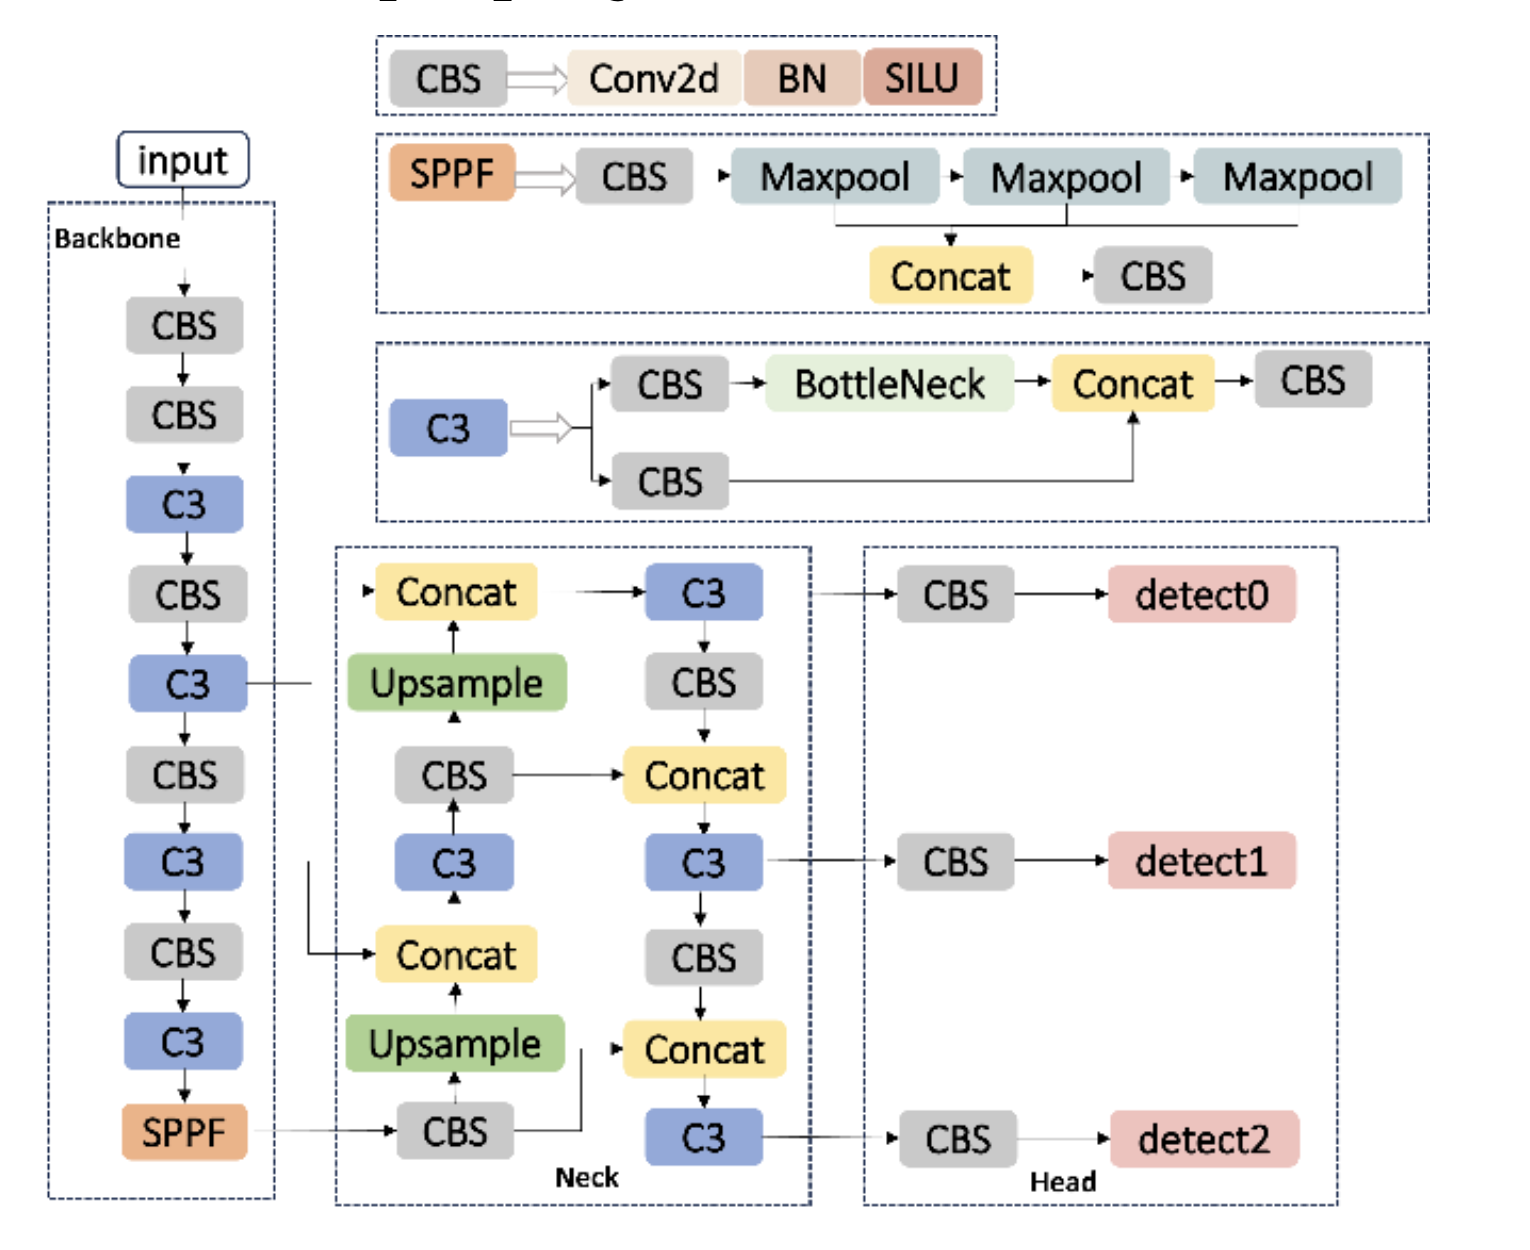 CBS Conv2d BN SILU
input
SPPF CBS Maxpool Maxpool Maxpool
Concat CBS
C3 CBS BottleNeck Concat CBS
CBS
Backbone
CBS
CBS
C3
CBS
C3
CBS
C3
CBS
C3
SPPF
Concat C3
Upsample CBS
CBS Concat
C3 C3
Concat CBS
Upsample Concat
CBS C3
Neck
CBS detect0
CBS detect1
CBS detect2
Head